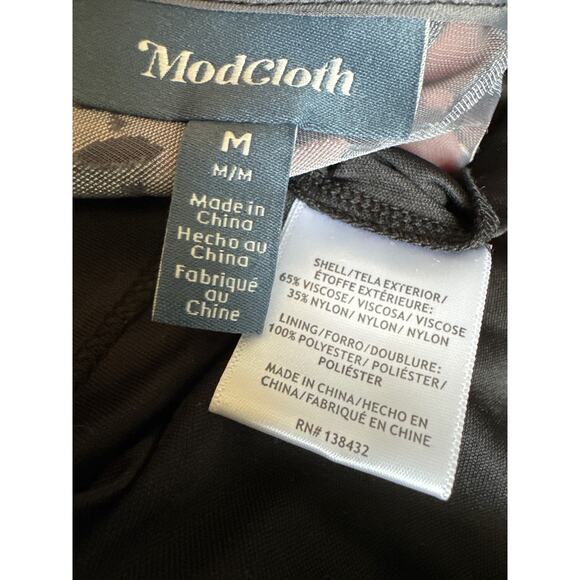 ModCloth
M
M/M
Made in
China
Hecho au
China
Fabriqué
au
Chine
SHELL/TELA EXTERIOR/
ÉTOFFE EXTÉRIEURE:
65% VISCOSE/ VISCOSA/ VISCOSE
35% NYLON/ NYLON/ NYLON
LINING/FORRO/DOUBLURE:
100% POLYESTER/ POLIÉSTER/
POLIÉSTER
MADE IN CHINA/HECHO EN
CHINA/FABRIQUÉ EN CHINE
RN# 138432